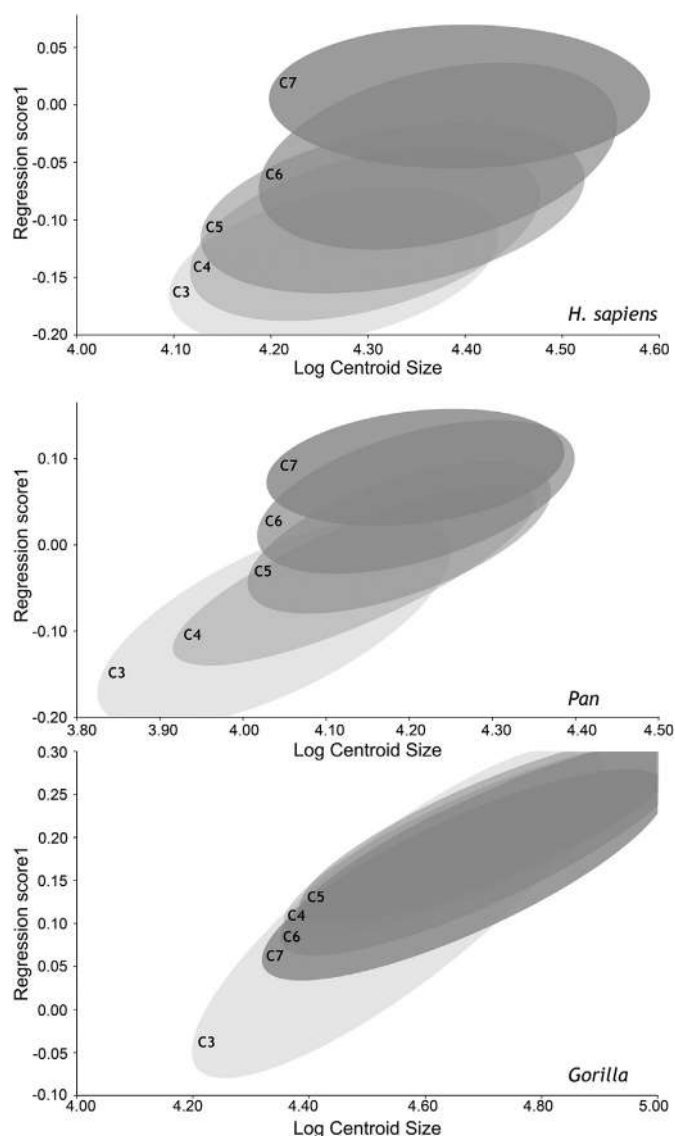 0.05
0.00
-0.05
-0.10
-0.15
-0.20
Regression score1
C7
C6
C5
C4
C3
H. sapiens
4.00 4.10 4.20 4.30 4.40 4.50 4.60
Log Centroid Size
0.10
0.00
-0.10
-0.20
Regression score1
C7
C6
C5
C4
C3
Pan
3.80 3.90 4.00 4.10 4.20 4.30 4.40 4.50
Log Centroid Size
0.30
0.25
0.20
0.15
0.10
0.05
0.00
-0.05
-0.10
Regression score1
C5
C4
C6
C7
C3
Gorilla
4.00 4.20 4.40 4.60 4.80 5.00
Log Centroid Size